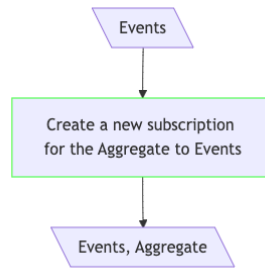 Events
Create a new subscription
for the Aggregate to Events
Events, Aggregate